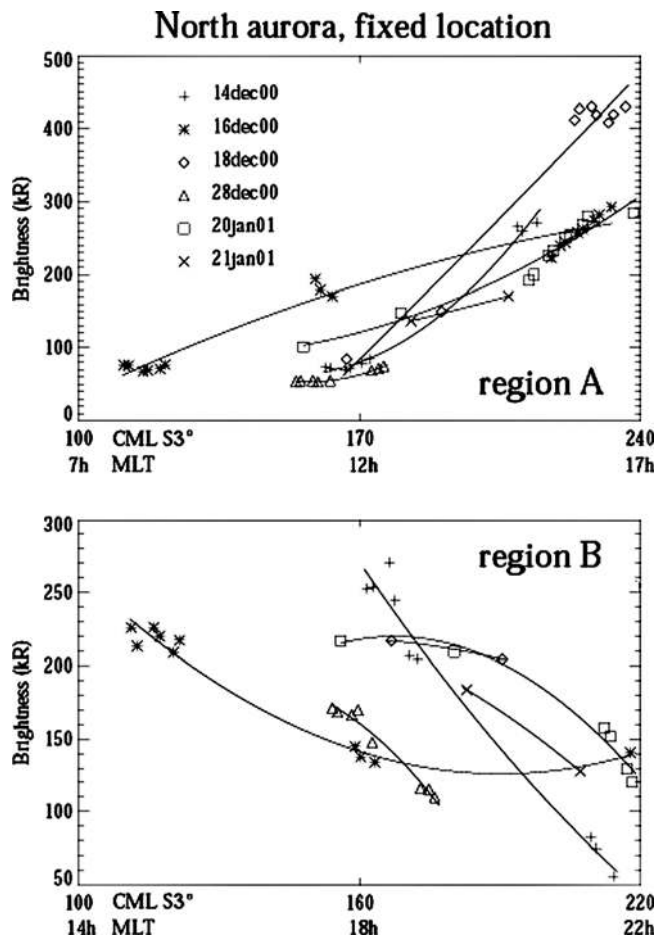 North aurora, fixed location
500
400
300
200
100
0
Brightness (kR)
14dec00
16dec00
18dec00
28dec00
20jan01
21jan01
region A
100 CML S3° 170 240
7h MLT 12h 17h
300
250
200
150
100
50
Brightness (kR)
region B
100 CML S3° 160 220
14h MLT 18h 22h